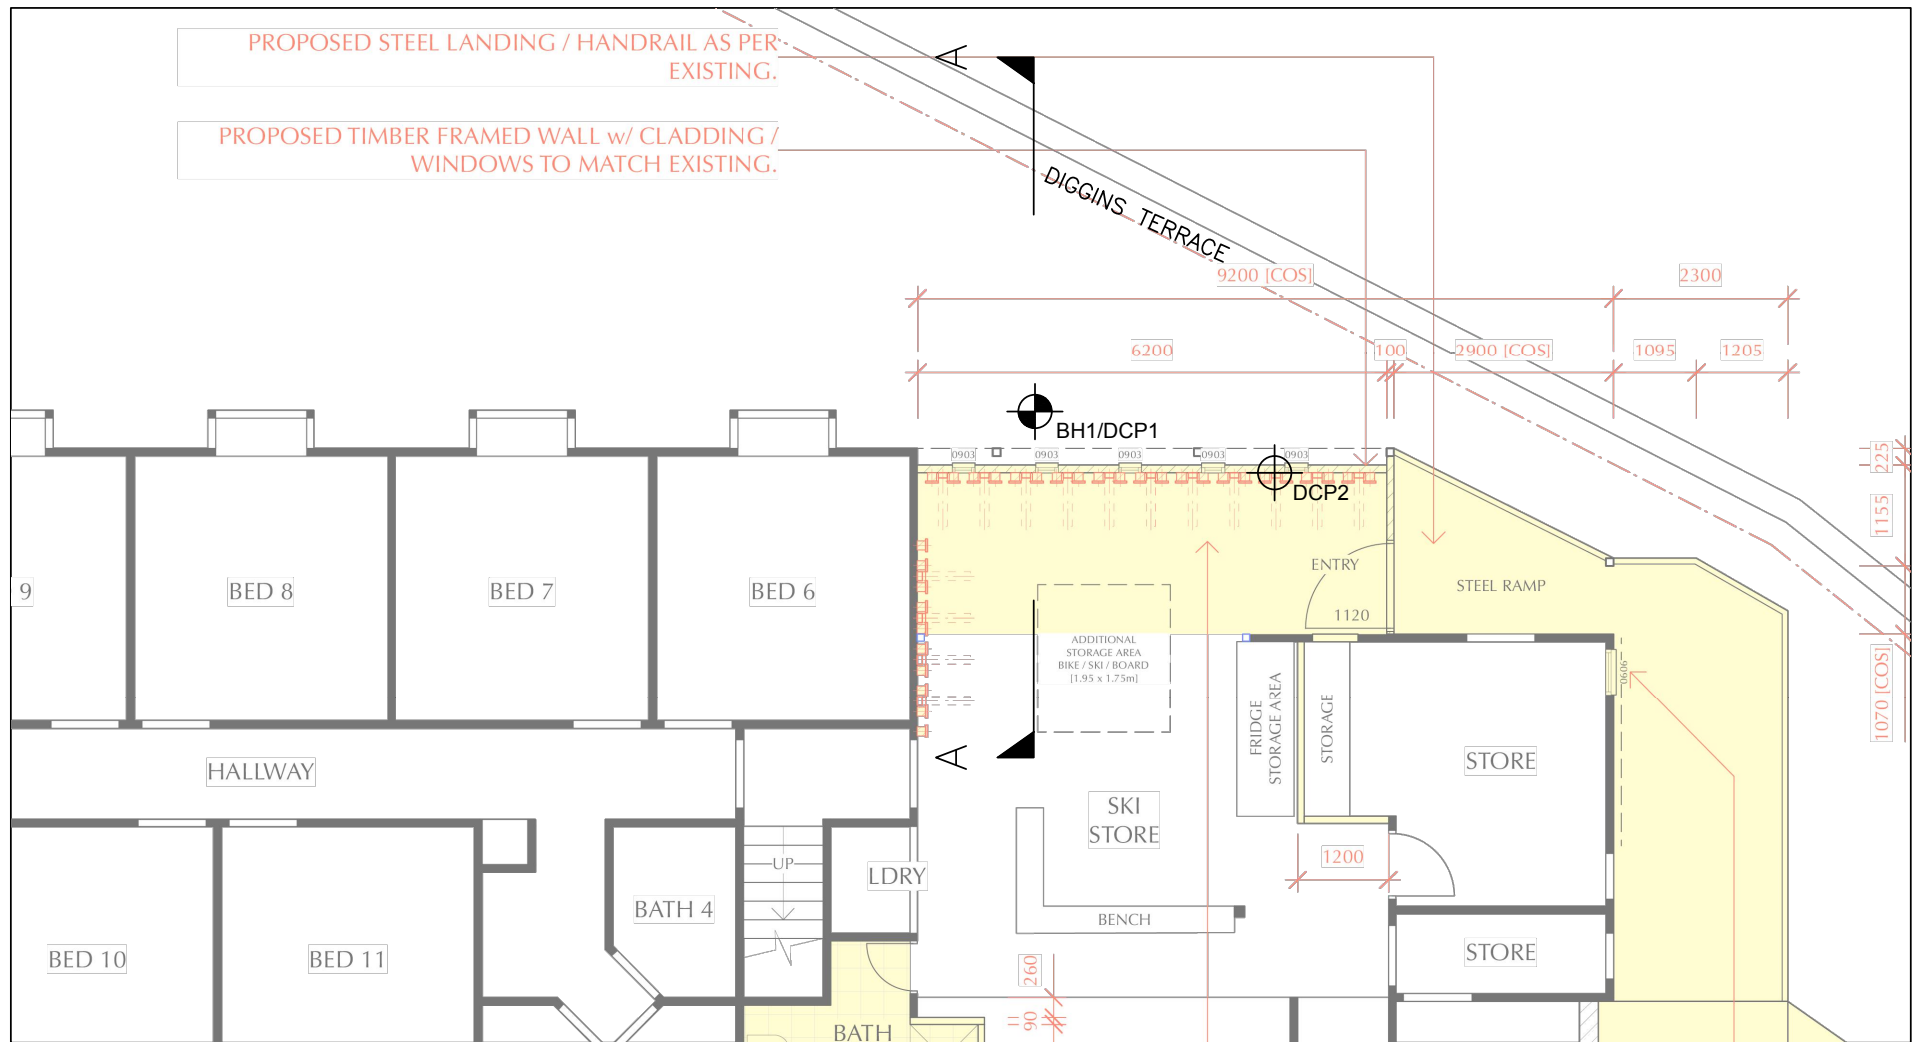 PROPOSED STEEL LANDING / HANDRAIL AS PER
EXISTING.
A
PROPOSED TIMBER FRAMED WALL w/ CLADDING /
WINDOWS TO MATCH EXISTING.
DIGGINS TERRACE
9200 [COS]
2300
6200
100
2900 [COS]
1095
1205
BH1/DCP1
0903
0903
0903
0903
0903
225
DCP2
1155
ENTRY
STEEL RAMP
9
BED 8
BED 7
BED 6
1120
ADDITIONAL
STORAGE AREA
BIKE / SKI / BOARD
[1.95 x 1.75m]
0606
1070 [COS]
FRIDGE
STORAGE AREA
STORAGE
A
HALLWAY
STORE
SKI
STORE
UP
1200
LDRY
BATH 4
BENCH
BED 10
BED 11
STORE
260
90
BATH